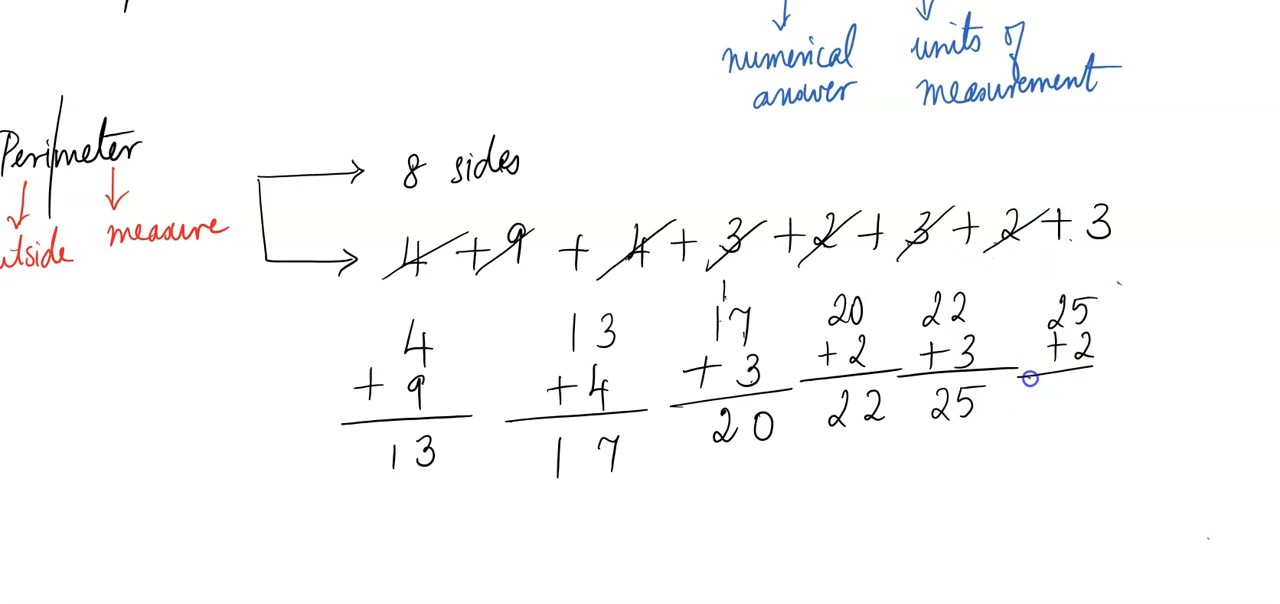 numerical units of
answer measurement
Perimeter
8 sides
measure
4 + 9 + 4 + 3 + 2 + 3 + 2 + 3
1
4 13 17 20 22 25
+ 9 + 4 + 3 + 2 + 3 + 2
13 17 20 22 25